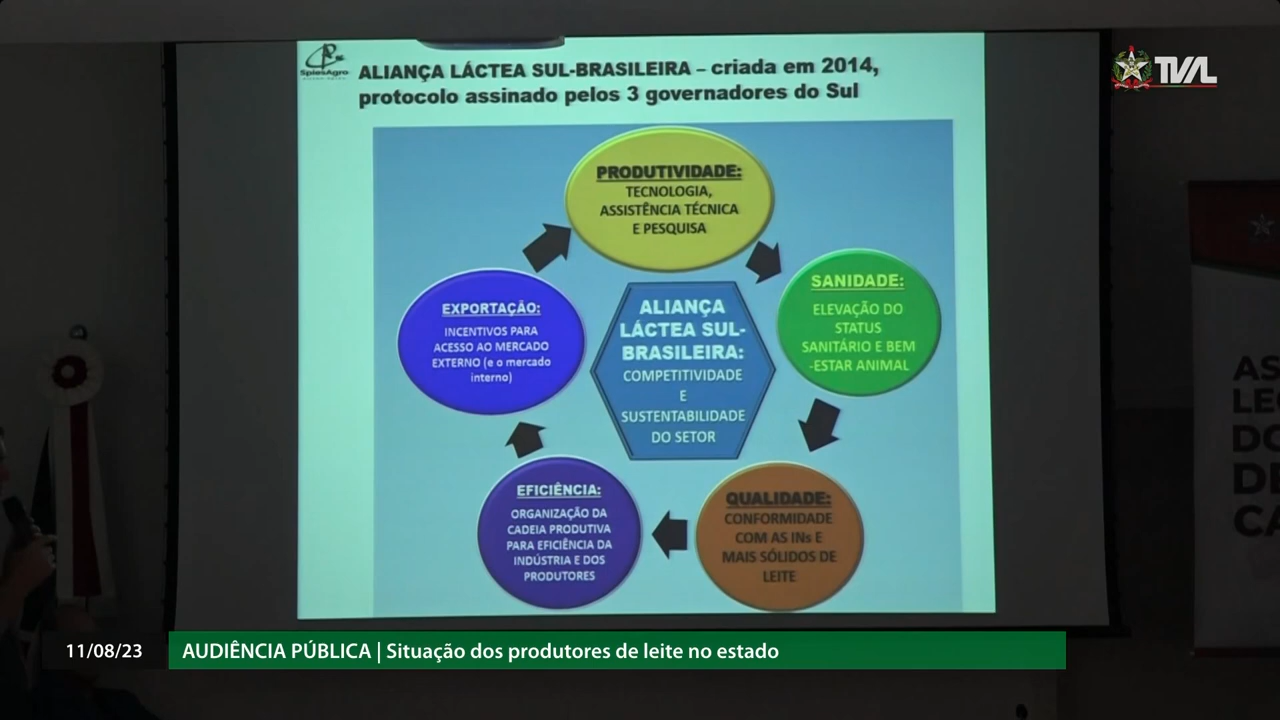 SpiesAgro
ALIANÇA LÁCTEA SUL-BRASILEIRA – criada em 2014,
protocolo assinado pelos 3 governadores do Sul
TVAL
PRODUTIVIDADE:
TECNOLOGIA,
ASSISTÊNCIA TÉCNICA
E PESQUISA
SANIDADE:
ELEVAÇÃO DO
STATUS
SANITÁRIO E BEM
-ESTAR ANIMAL
QUALIDADE:
CONFORMIDADE
COM AS INs E
MAIS SÓLIDOS DE
LEITE
EFICIÊNCIA:
ORGANIZAÇÃO DA
CADEIA PRODUTIVA
PARA EFICIÊNCIA DA
INDÚSTRIA E DOS
PRODUTORES
EXPORTAÇÃO:
INCENTIVOS PARA
ACESSO AO MERCADO
EXTERNO (e o mercado
interno)
ALIANÇA
LÁCTEA SUL-
BRASILEIRA:
COMPETITIVIDADE
E
SUSTENTABILIDADE
DO SETOR
AS
LE
DO
DE
CA
11/08/23
AUDIÊNCIA PÚBLICA | Situação dos produtores de leite no estado